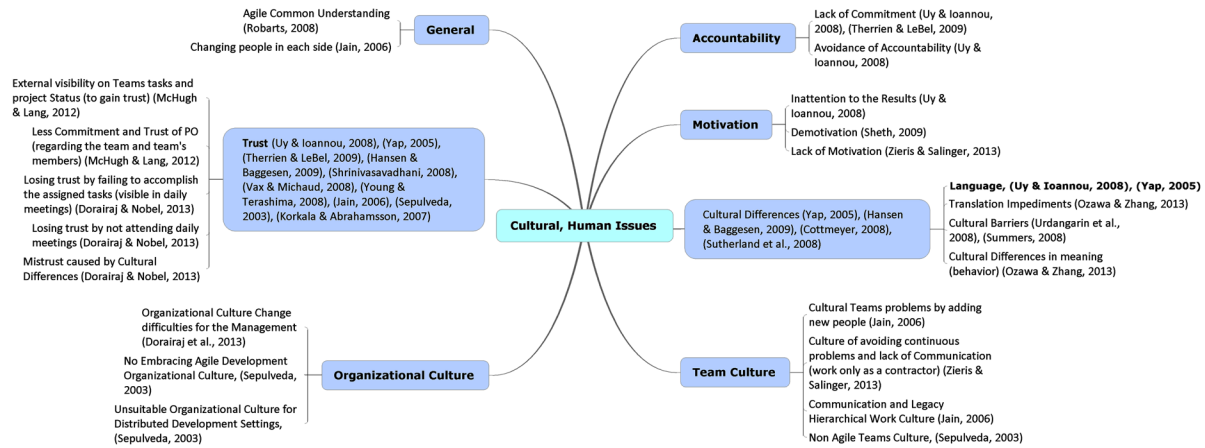 Agile Common Understanding
(Robarts, 2008)
Changing people in each side (Jain, 2006)
General
External visibility on Teams tasks and
project Status (to gain trust) (McHugh
& Lang, 2012)
Less Commitment and Trust of PO
(regarding the team and team's
members) (McHugh & Lang, 2012)
Losing trust by failing to accomplish
the assigned tasks (visible in daily
meetings) (Dorairaj & Nobel, 2013)
Losing trust by not attending daily
meetings (Dorairaj & Nobel, 2013)
Mistrust caused by Cultural
Differences (Dorairaj & Nobel, 2013)
Trust (Uy & Ioannou, 2008), (Yap, 2005),
(Therrien & LeBel, 2009), (Hansen &
Baggesen, 2009), (Shrinivasavadhani, 2008),
(Vax & Michaud, 2008), (Young &
Terashima, 2008), (Jain, 2006), (Sepulveda,
2003), (Korkala & Abrahamsson, 2007)
Organizational Culture Change
difficulties for the Management
(Dorairaj et al., 2013)
No Embracing Agile Development
Organizational Culture, (Sepulveda,
2003)
Unsuitable Organizational Culture for
Distributed Development Settings,
(Sepulveda, 2003)
Organizational Culture
Cultural, Human Issues
Accountability
Lack of Commitment (Uy & Ioannou,
2008), (Therrien & LeBel, 2009)
Avoidance of Accountability (Uy &
Ioannou, 2008)
Motivation
Inattention to the Results (Uy &
Ioannou, 2008)
Demotivation (Sheth, 2009)
Lack of Motivation (Zieris & Salinger, 2013)
Cultural Differences (Yap, 2005), (Hansen
& Baggesen, 2009), (Cottmeyer, 2008),
(Sutherland et al., 2008)
Language, (Uy & Ioannou, 2008), (Yap, 2005)
Translation Impediments (Ozawa & Zhang, 2013)
Cultural Barriers (Urdangarin et al.,
2008), (Summers, 2008)
Cultural Differences in meaning
(behavior) (Ozawa & Zhang, 2013)
Team Culture
Cultural Teams problems by adding
new people (Jain, 2006)
Culture of avoiding continuous
problems and lack of Communication
(work only as a contractor) (Zieris &
Salinger, 2013)
Communication and Legacy
Hierarchical Work Culture (Jain, 2006)
Non Agile Teams Culture, (Sepulveda, 2003)